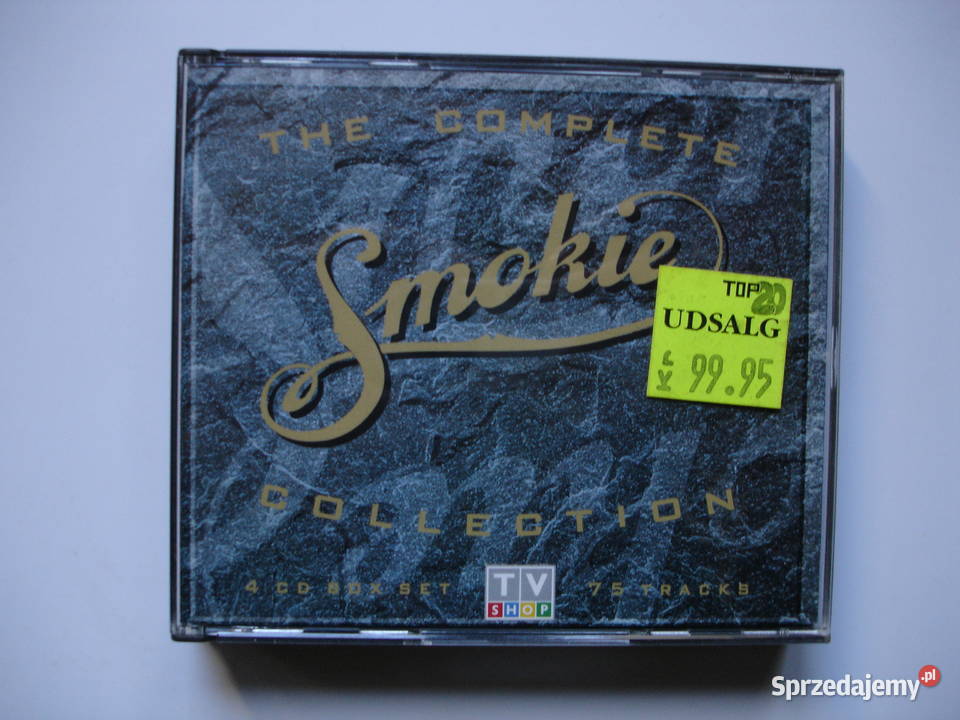 THE COMPLETE
Smokie
TOP 20
UDSALG
99.95
COLLECTION
4 CD BOX SET
TV
SHOP
75 TRACKS
Sprzedajemy.pl